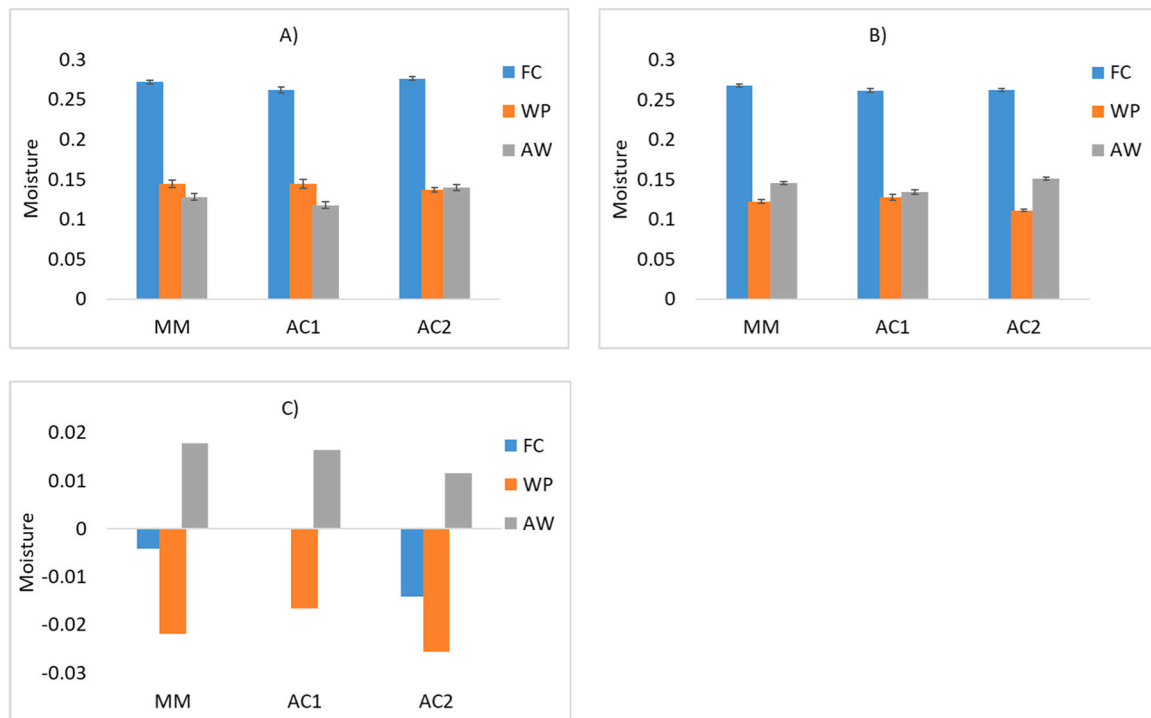 A)
0.3
0.25
0.2
0.15
0.1
0.05
0
Moisture
MM AC1 AC2
FC
WP
AW
B)
0.3
0.25
0.2
0.15
0.1
0.05
0
Moisture
MM AC1 AC2
FC
WP
AW
C)
0.02
0.01
0
-0.01
-0.02
-0.03
Moisture
MM AC1 AC2
FC
WP
AW